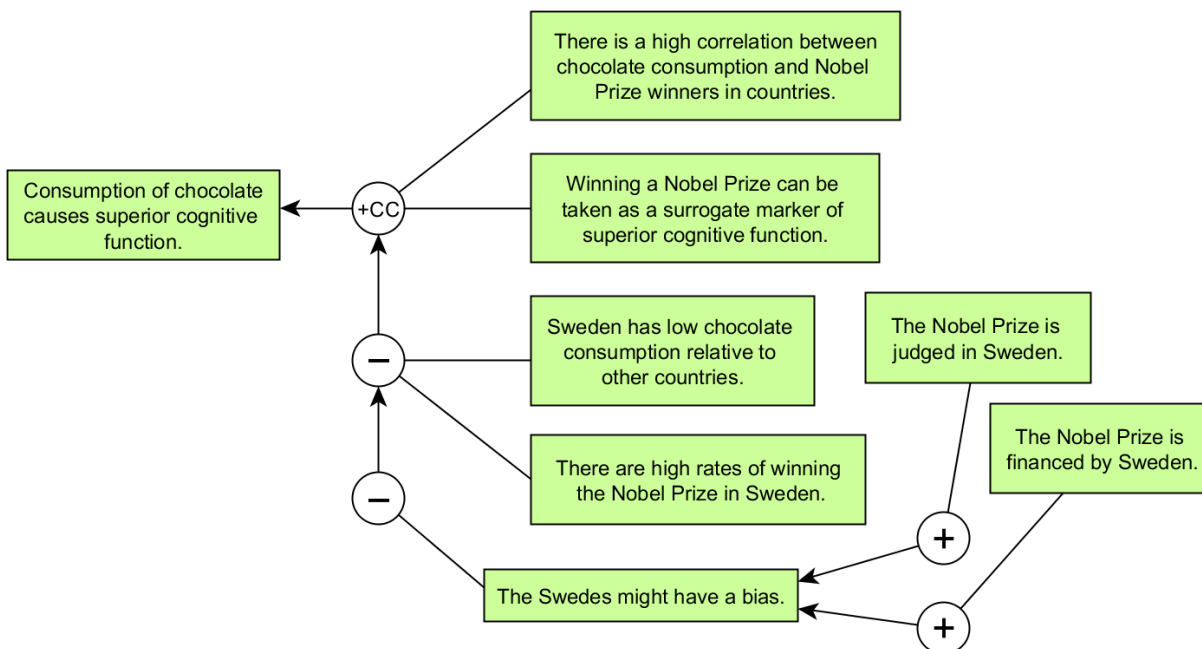 There is a high correlation between
chocolate consumption and Nobel
Prize winners in countries.
Consumption of chocolate
causes superior cognitive
function.
+CC
Winning a Nobel Prize can be
taken as a surrogate marker of
superior cognitive function.
−
Sweden has low chocolate
consumption relative to
other countries.
The Nobel Prize is
judged in Sweden.
There are high rates of winning
the Nobel Prize in Sweden.
The Nobel Prize is
financed by Sweden.
−
+
The Swedes might have a bias.
+